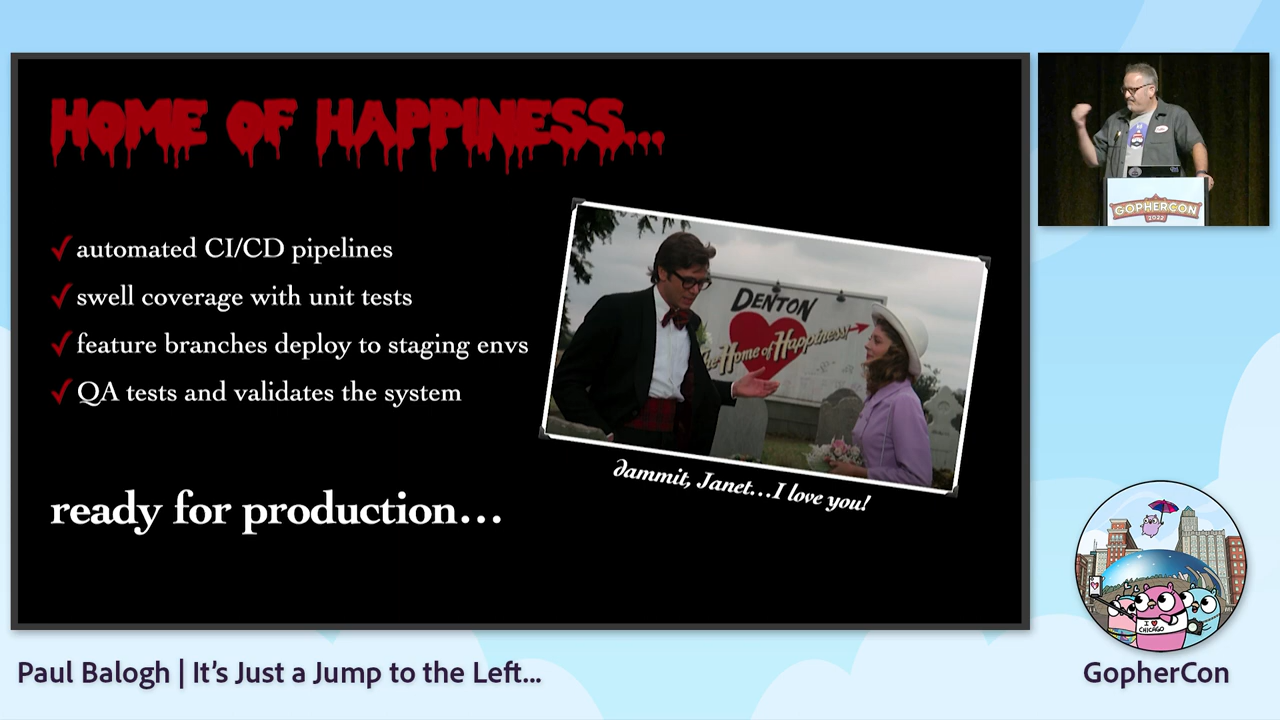 HOME OF HAPPINESS...
✓ automated CI/CD pipelines
✓ swell coverage with unit tests
✓ feature branches deploy to staging envs
✓ QA tests and validates the system
ready for production...
DENTON
The Home of Happiness
dammit, Janet...I love you!
GOPHERCON
2022
I ♥
CHICAGO
Paul Balogh | It's Just a Jump to the Left...
GopherCon